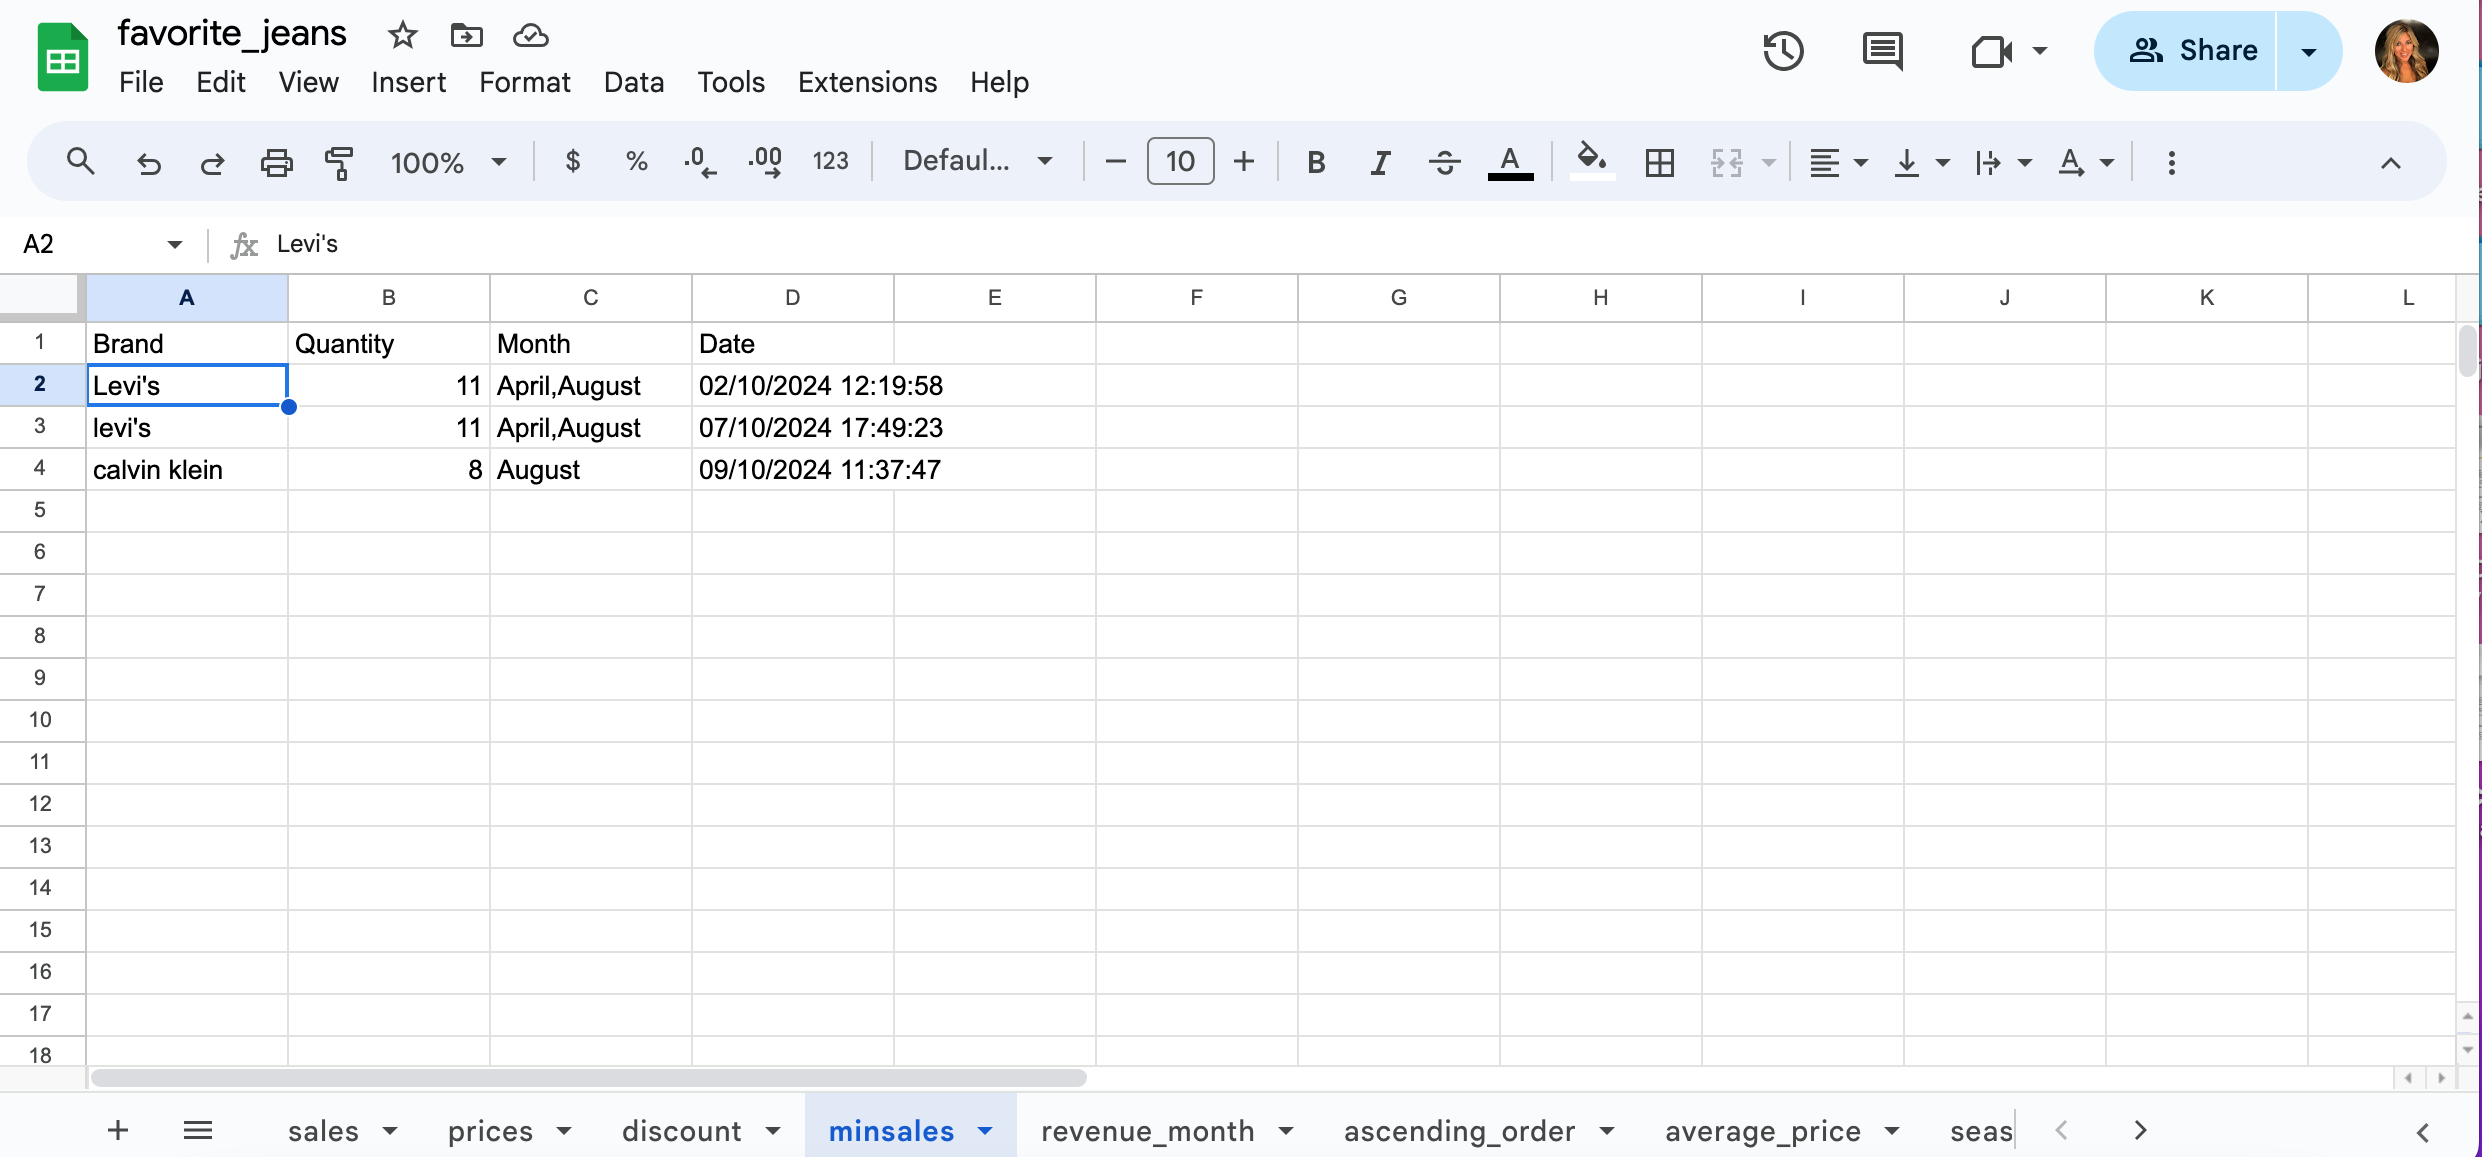 favorite_jeans
File Edit View Insert Format Data Tools Extensions Help
Share
100% $ % .0 .00 123 Defaul... 10 B I S A A
A2 fx Levi's
A B C D E F G H I J K L
1 Brand Quantity Month Date
2 Levi's 11 April,August 02/10/2024 12:19:58
3 levi's 11 April,August 07/10/2024 17:49:23
4 calvin klein 8 August 09/10/2024 11:37:47
5
6
7
8
9
10
11
12
13
14
15
16
17
18
sales prices discount minsales revenue_month ascending_order average_price seas